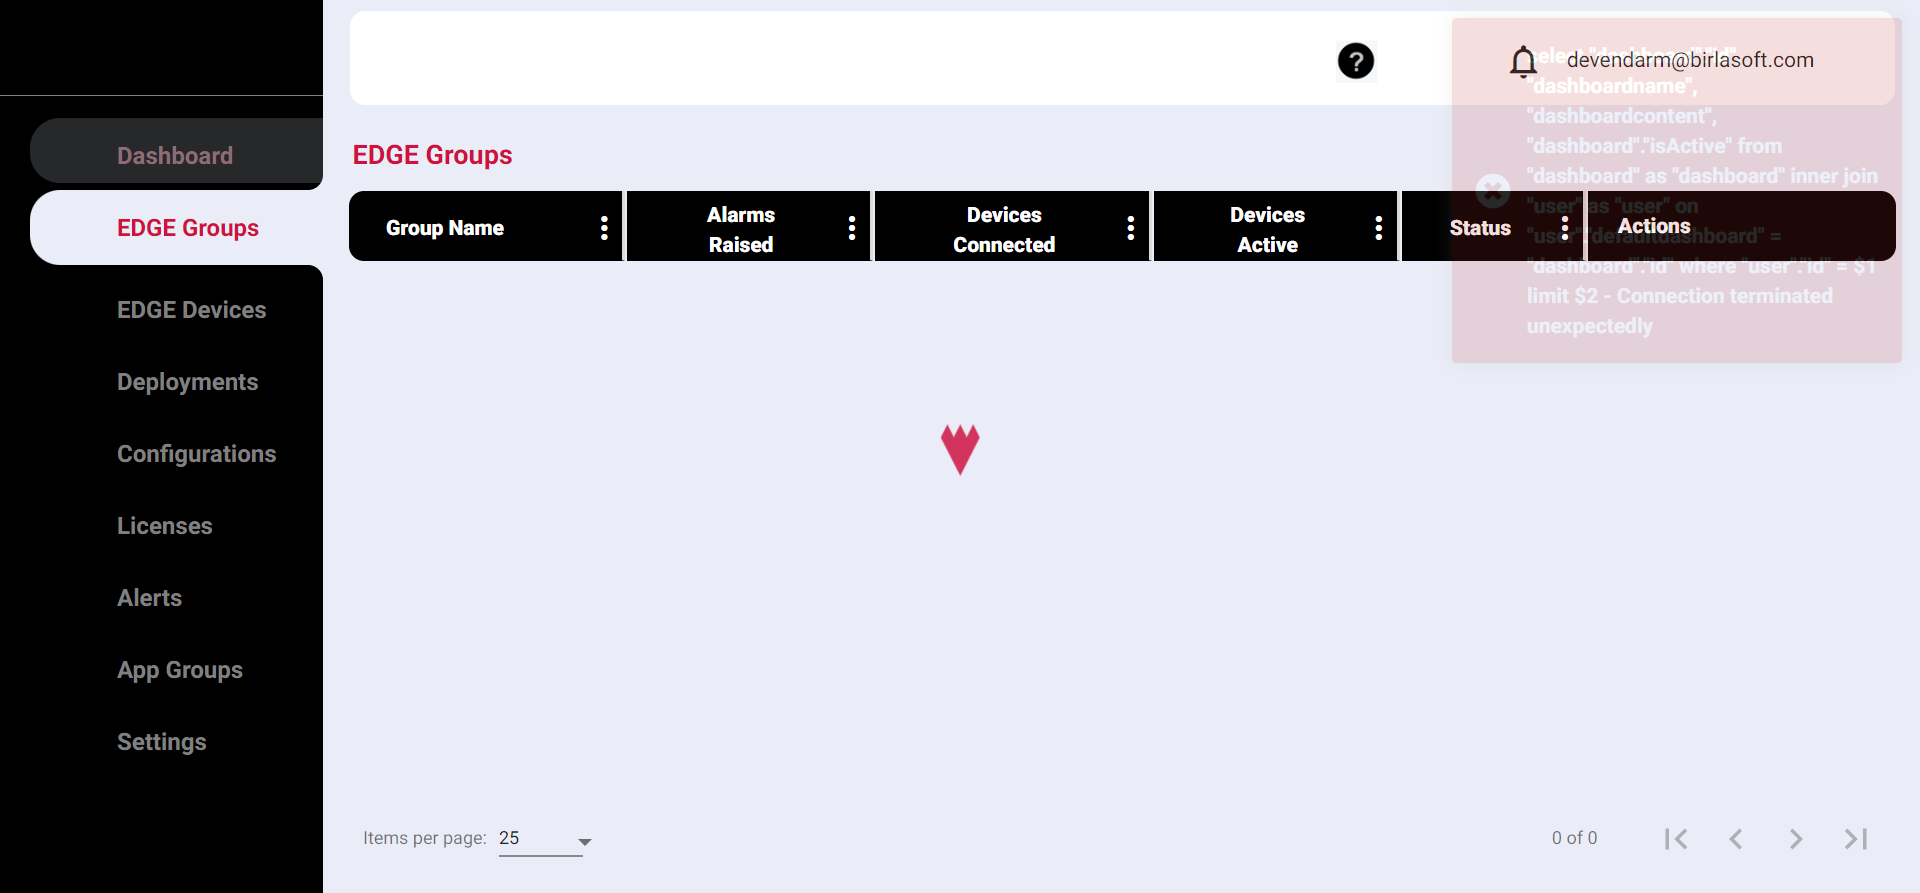 Dashboard
EDGE Groups
EDGE Devices
Deployments
Configurations
Licenses
Alerts
App Groups
Settings
?
devendarm@birlasoft.com
select "dashboard"."id",
"dashboardname",
"dashboardcontent",
"dashboard"."isActive" from
"dashboard" as "dashboard" inner join
"user" as "user" on
"user"."defaultdashboard" =
"dashboard"."id" where "user"."id" = $1
limit $2 - Connection terminated
unexpectedly
EDGE Groups
Group Name
Alarms
Raised
Devices
Connected
Devices
Active
Status
Actions
Items per page: 25
0 of 0